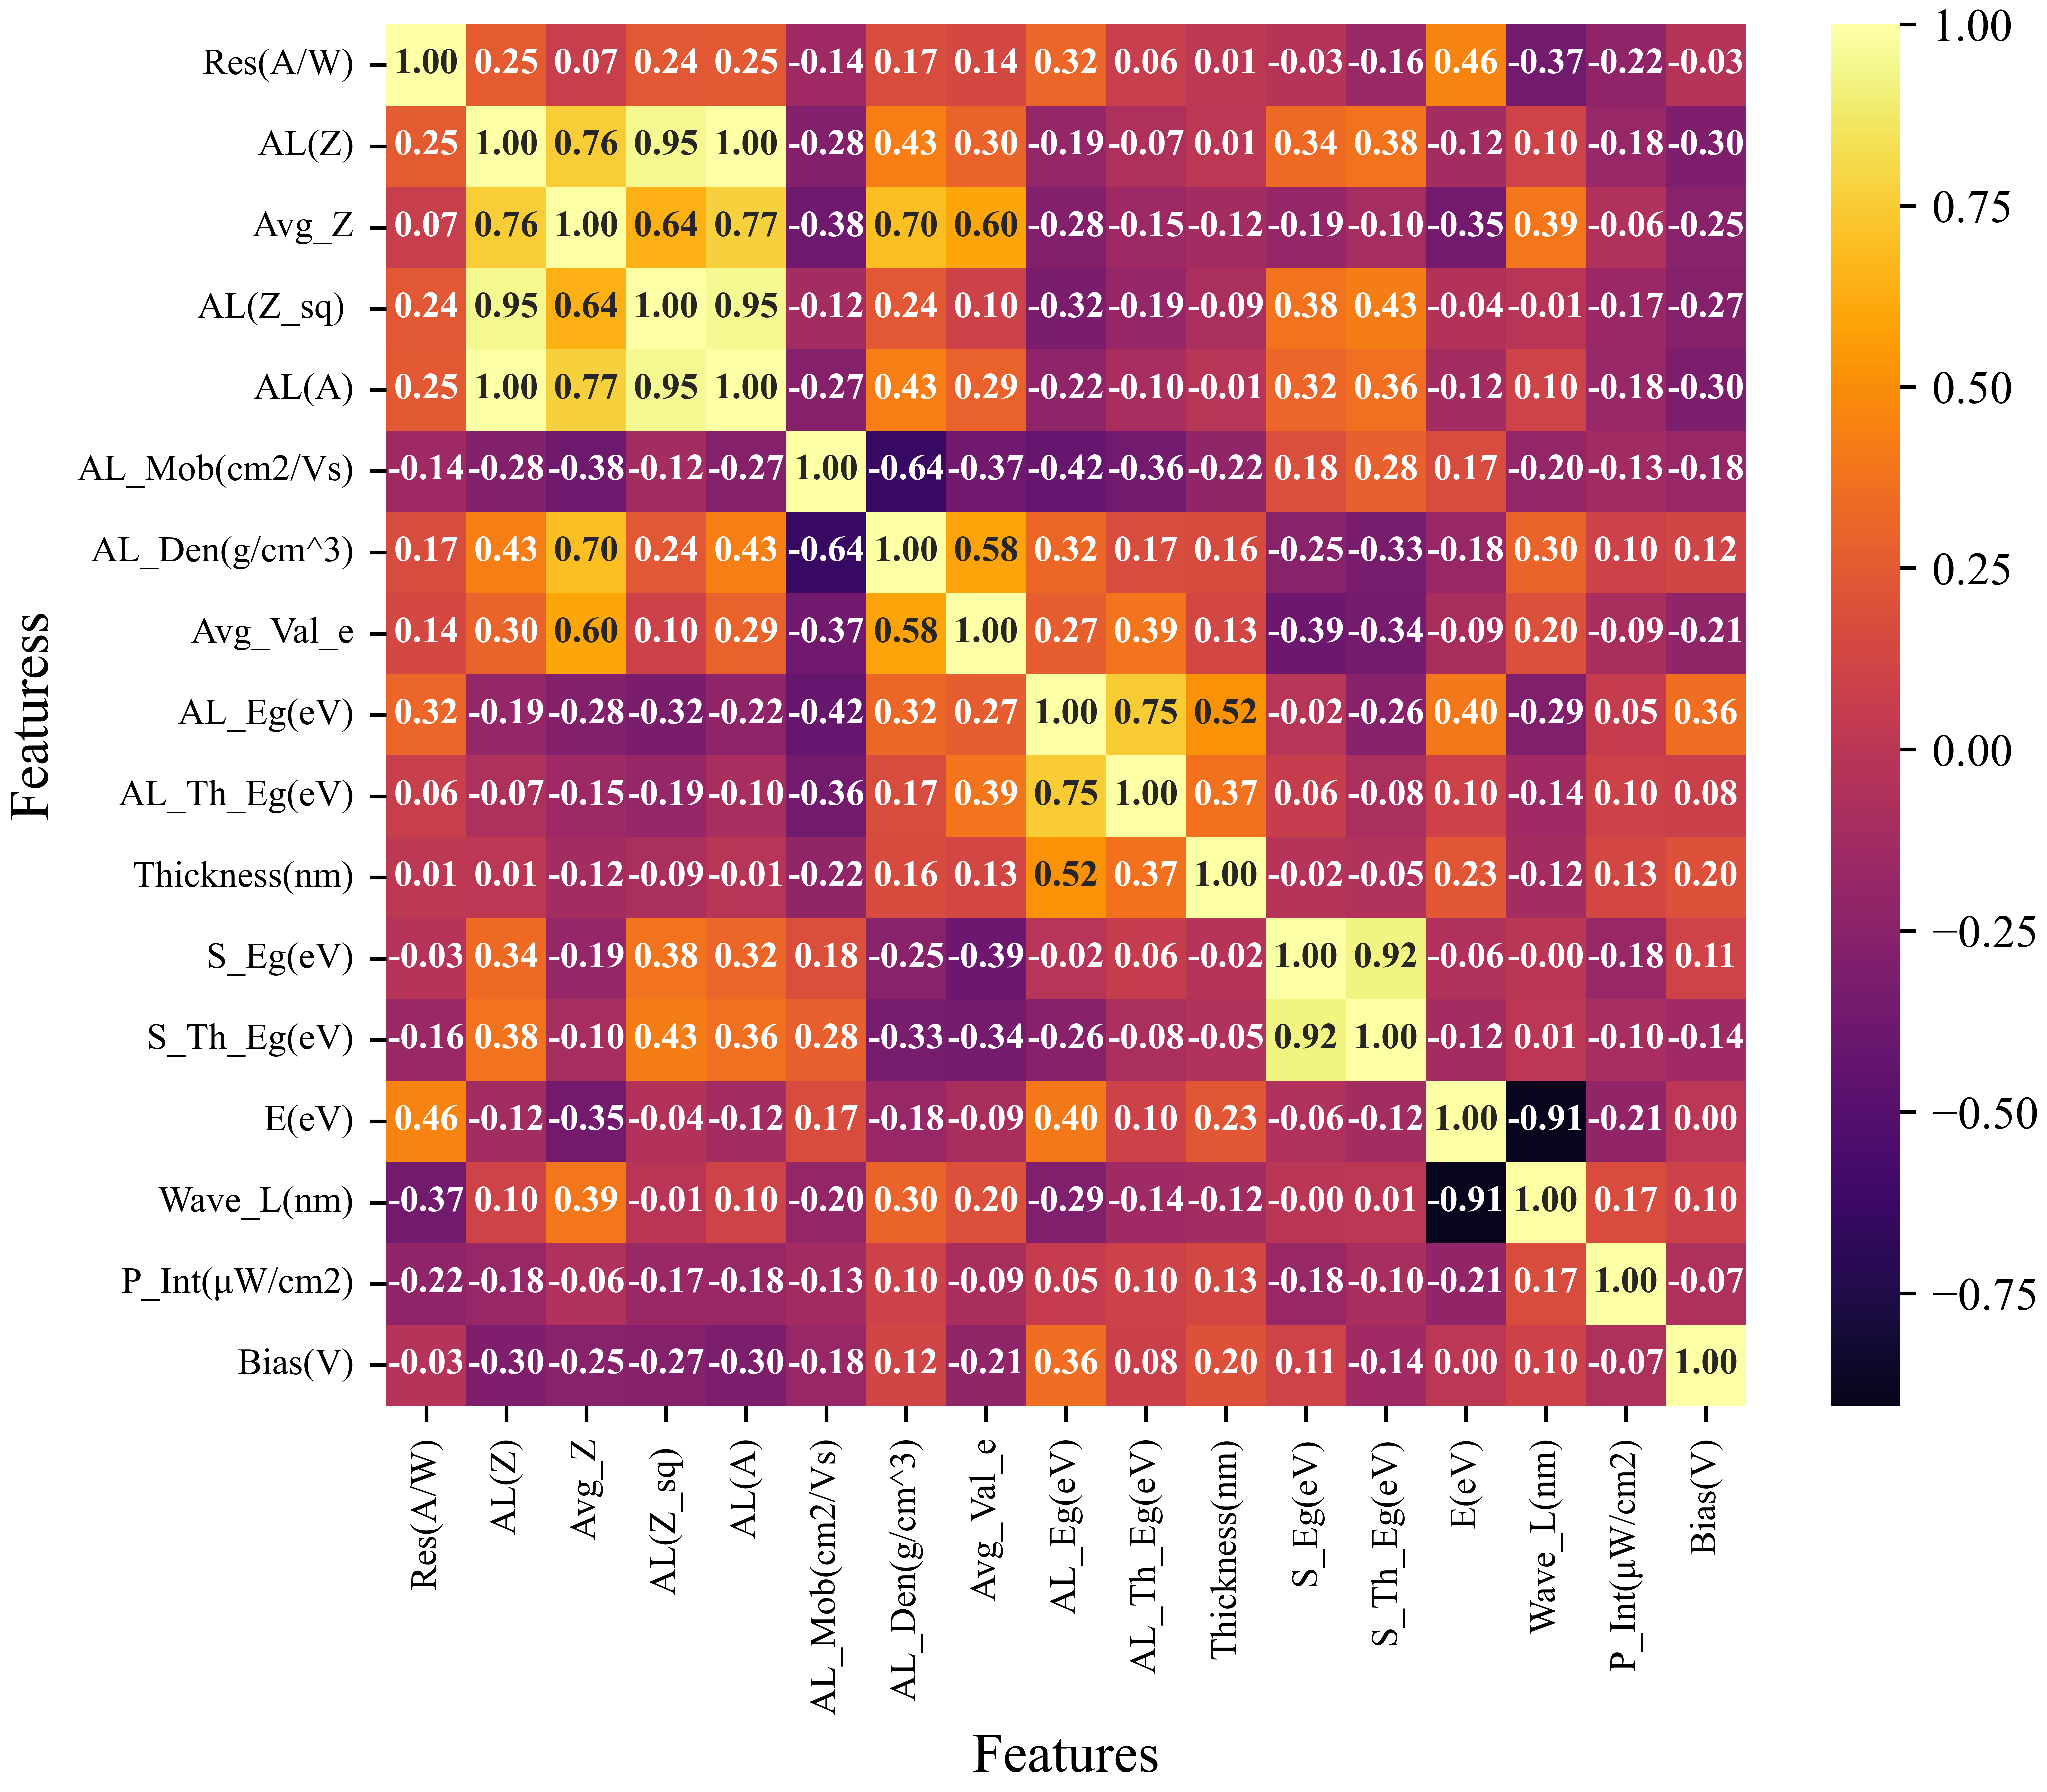 Res(A/W) 1.00 0.25 0.07 0.24 0.25 -0.14 0.17 0.14 0.32 0.06 0.01 -0.03 -0.16 0.46 -0.37 -0.22 -0.03
AL(Z) 0.25 1.00 0.76 0.95 1.00 -0.28 0.43 0.30 -0.19 -0.07 0.01 0.34 0.38 -0.12 0.10 -0.18 -0.30
Avg_Z 0.07 0.76 1.00 0.64 0.77 -0.38 0.70 0.60 -0.28 -0.15 -0.12 -0.19 -0.10 -0.35 0.39 -0.06 -0.25
AL(Z_sq) 0.24 0.95 0.64 1.00 0.95 -0.12 0.24 0.10 -0.32 -0.19 -0.09 0.38 0.43 -0.04 -0.01 -0.17 -0.27
AL(A) 0.25 1.00 0.77 0.95 1.00 -0.27 0.43 0.29 -0.22 -0.10 -0.01 0.32 0.36 -0.12 0.10 -0.18 -0.30
AL_Mob(cm2/Vs) -0.14 -0.28 -0.38 -0.12 -0.27 1.00 -0.64 -0.37 -0.42 -0.36 -0.22 0.18 0.28 0.17 -0.20 -0.13 -0.18
AL_Den(g/cm^3) 0.17 0.43 0.70 0.24 0.43 -0.64 1.00 0.58 0.32 0.17 0.16 -0.25 -0.33 -0.18 0.30 0.10 0.12
Avg_Val_e 0.14 0.30 0.60 0.10 0.29 -0.37 0.58 1.00 0.27 0.39 0.13 -0.39 -0.34 -0.09 0.20 -0.09 -0.21
AL_Eg(eV) 0.32 -0.19 -0.28 -0.32 -0.22 -0.42 0.32 0.27 1.00 0.75 0.52 -0.02 -0.26 0.40 -0.29 0.05 0.36
AL_Th_Eg(eV) 0.06 -0.07 -0.15 -0.19 -0.10 -0.36 0.17 0.39 0.75 1.00 0.37 0.06 -0.08 0.10 -0.14 0.10 0.08
Thickness(nm) 0.01 0.01 -0.12 -0.09 -0.01 -0.22 0.16 0.13 0.52 0.37 1.00 -0.02 -0.05 0.23 -0.12 0.13 0.20
S_Eg(eV) -0.03 0.34 -0.19 0.38 0.32 0.18 -0.25 -0.39 -0.02 0.06 -0.02 1.00 0.92 -0.06 -0.00 -0.18 0.11
S_Th_Eg(eV) -0.16 0.38 -0.10 0.43 0.36 0.28 -0.33 -0.34 -0.26 -0.08 -0.05 0.92 1.00 -0.12 0.01 -0.10 -0.14
E(eV) 0.46 -0.12 -0.35 -0.04 -0.12 0.17 -0.18 -0.09 0.40 0.10 0.23 -0.06 -0.12 1.00 -0.91 -0.21 0.00
Wave_L(nm) -0.37 0.10 0.39 -0.01 0.10 -0.20 0.30 0.20 -0.29 -0.14 -0.12 -0.00 0.01 -0.91 1.00 0.17 0.10
P_Int(μW/cm2) -0.22 -0.18 -0.06 -0.17 -0.18 -0.13 0.10 -0.09 0.05 0.10 0.13 -0.18 -0.10 -0.21 0.17 1.00 -0.07
Bias(V) -0.03 -0.30 -0.25 -0.27 -0.30 -0.18 0.12 -0.21 0.36 0.08 0.20 0.11 -0.14 0.00 0.10 -0.07 1.00
Featuress
Res(A/W)
AL(Z)
Avg_Z
AL(Z_sq)
AL(A)
AL_Mob(cm2/Vs)
AL_Den(g/cm^3)
Avg_Val_e
AL_Eg(eV)
AL_Th_Eg(eV)
Thickness(nm)
S_Eg(eV)
S_Th_Eg(eV)
E(eV)
Wave_L(nm)
P_Int(μW/cm2)
Bias(V)
Features
1.00
0.75
0.50
0.25
0.00
−0.25
−0.50
−0.75